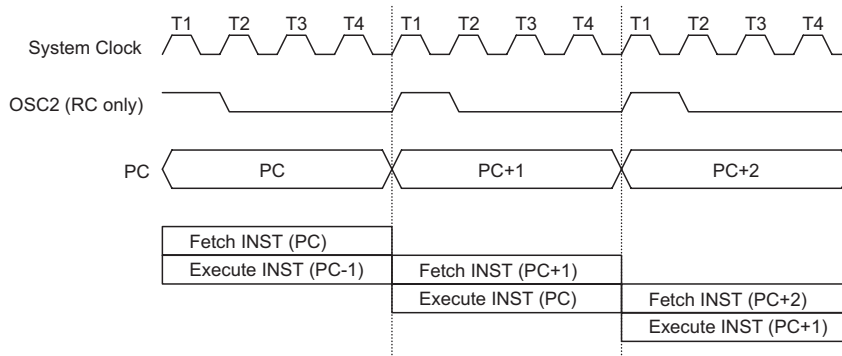 T1 T2 T3 T4 T1 T2 T3 T4 T1 T2 T3 T4
System Clock
OSC2 (RC only)
PC PC PC+1 PC+2
Fetch INST (PC)
Execute INST (PC-1) Fetch INST (PC+1)
Execute INST (PC) Fetch INST (PC+2)
Execute INST (PC+1)